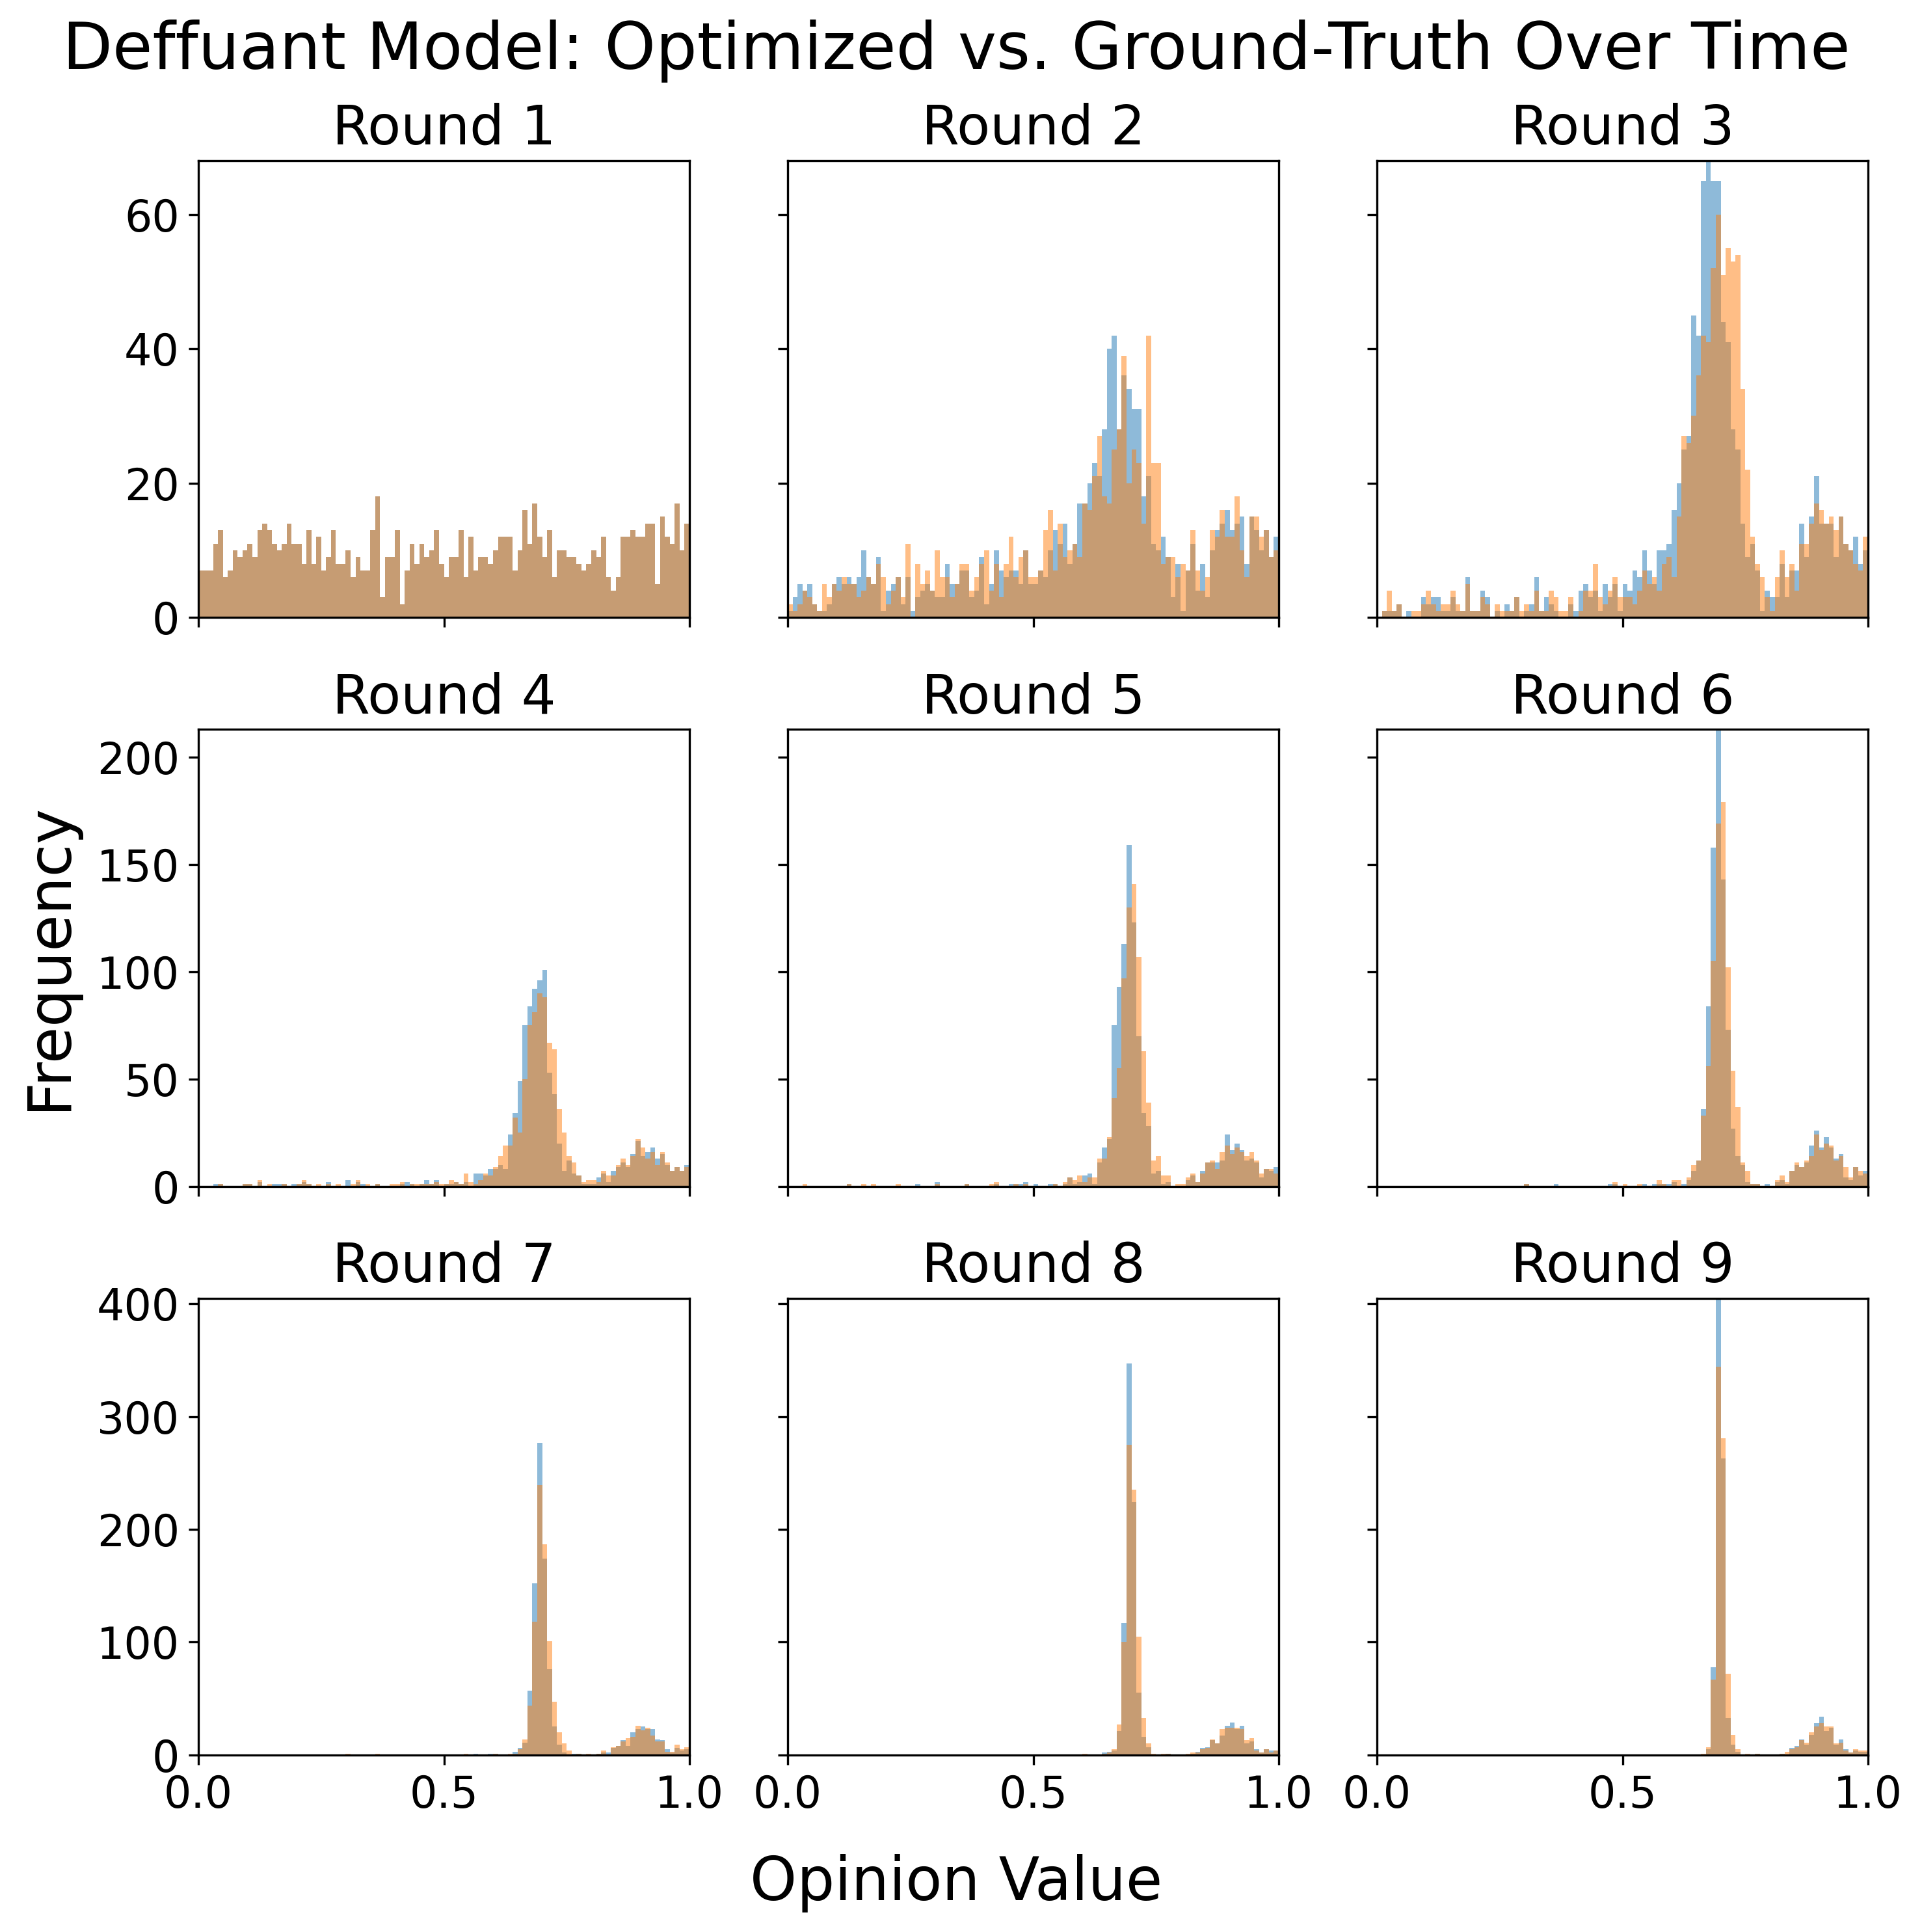 Deffuant Model: Optimized vs. Ground-Truth Over Time
Round 1 Round 2 Round 3
60
40
20
0
Round 4 Round 5 Round 6
200
150
100
50
0
Frequency
Round 7 Round 8 Round 9
400
300
200
100
0
0.0 0.5 1.0 0.0 0.5 1.0 0.0 0.5 1.0
Opinion Value